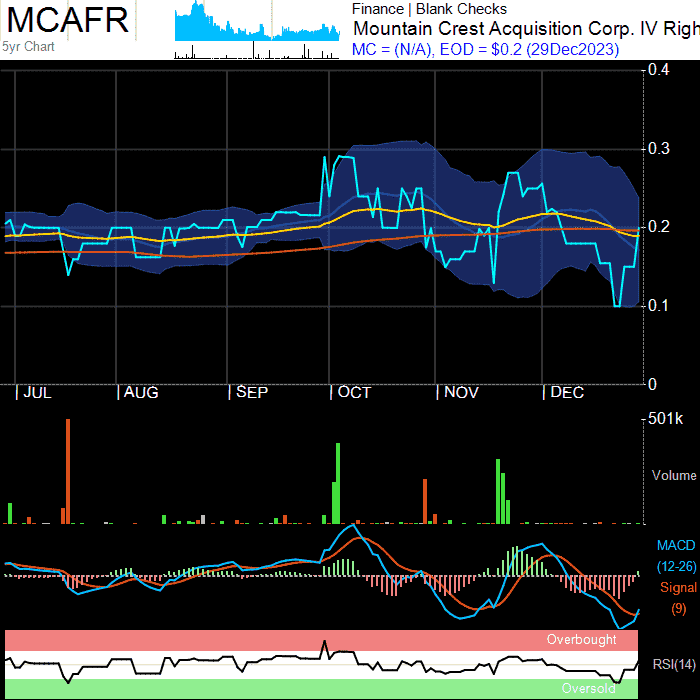 MCAFR
5yr Chart
Finance | Blank Checks
Mountain Crest Acquisition Corp. IV Righ
MC = (N/A), EOD = $0.2 (29Dec2023)
0.4
0.3
0.2
0.1
0
| JUL | AUG | SEP | OCT | NOV | DEC
501k
Volume
MACD
(12-26)
Signal
(9)
Overbought
RSI(14)
Oversold